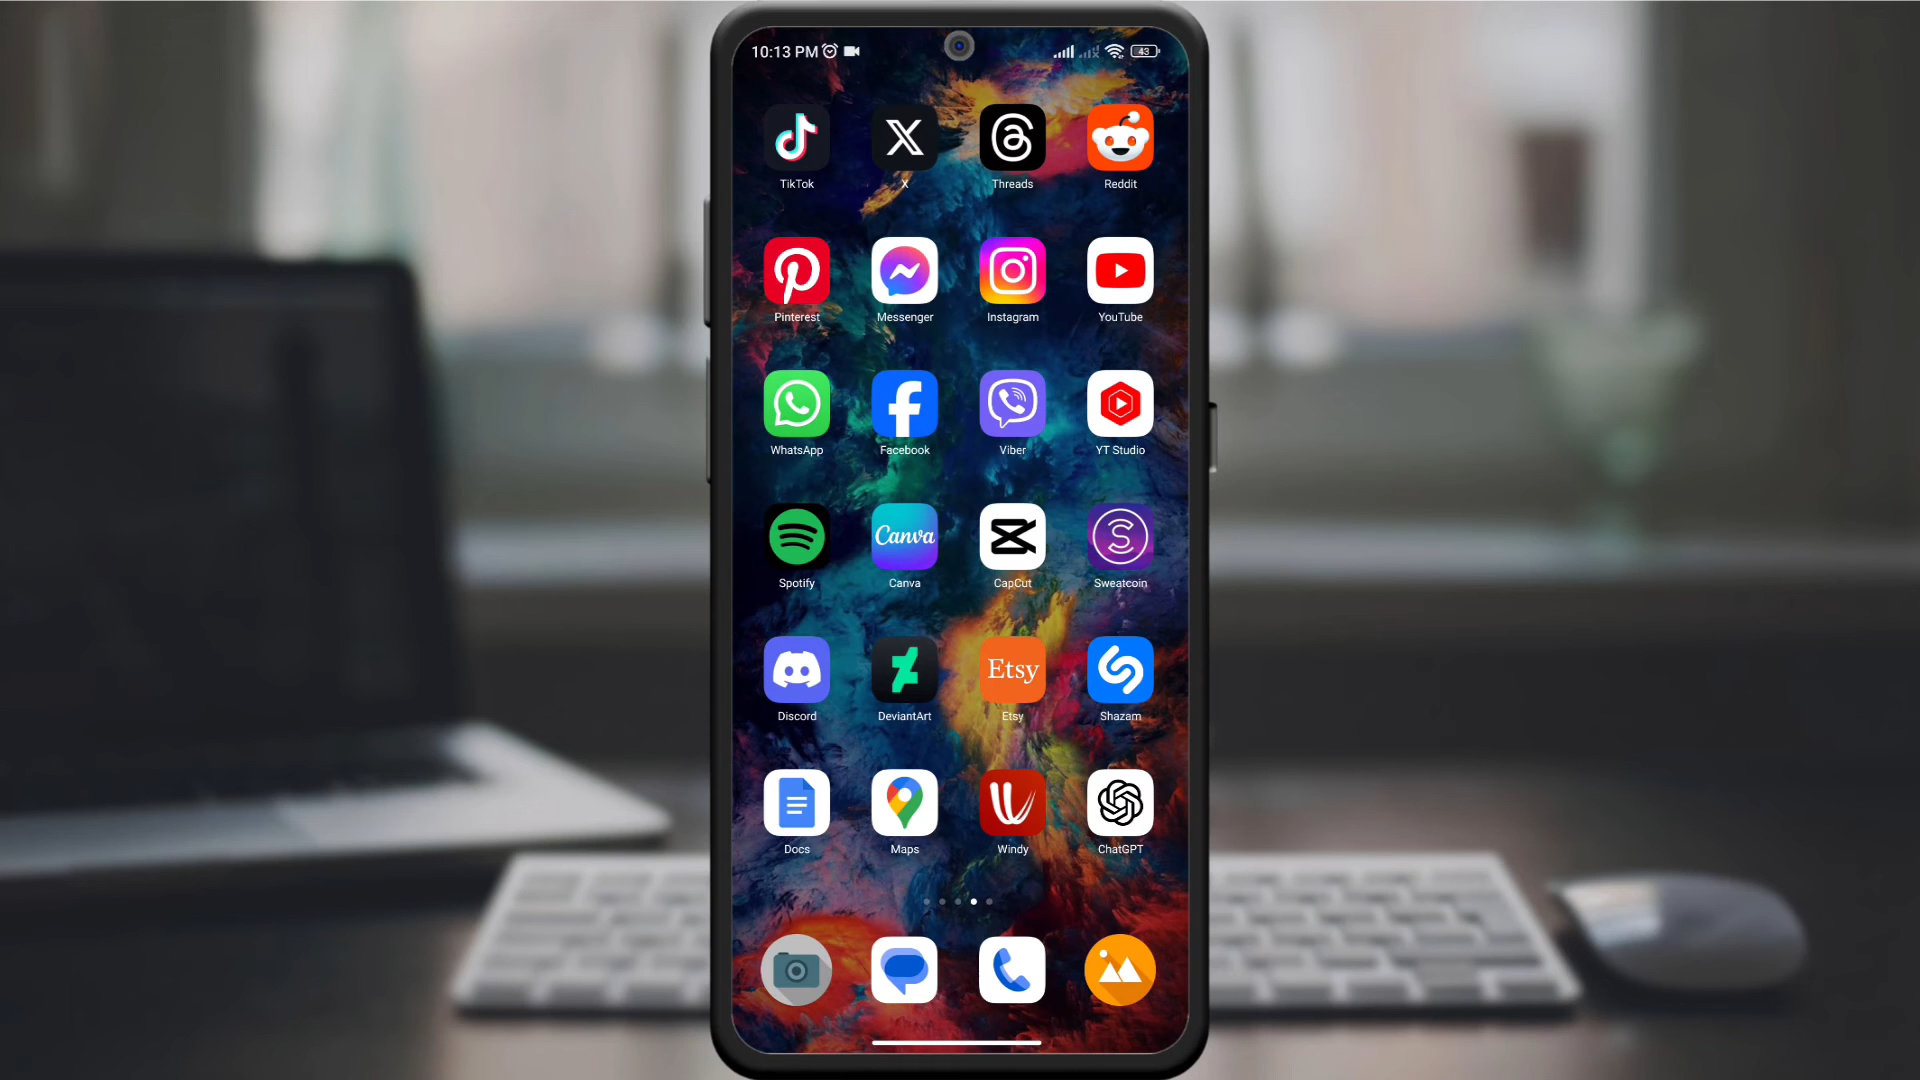 10:13 PM 43
TikTok X Threads Reddit
Pinterest Messenger Instagram YouTube
WhatsApp Facebook Viber YT Studio
Canva
Spotify Canva CapCut Sweatcoin
Etsy
Discord DeviantArt Etsy Shazam
Docs Maps Windy ChatGPT